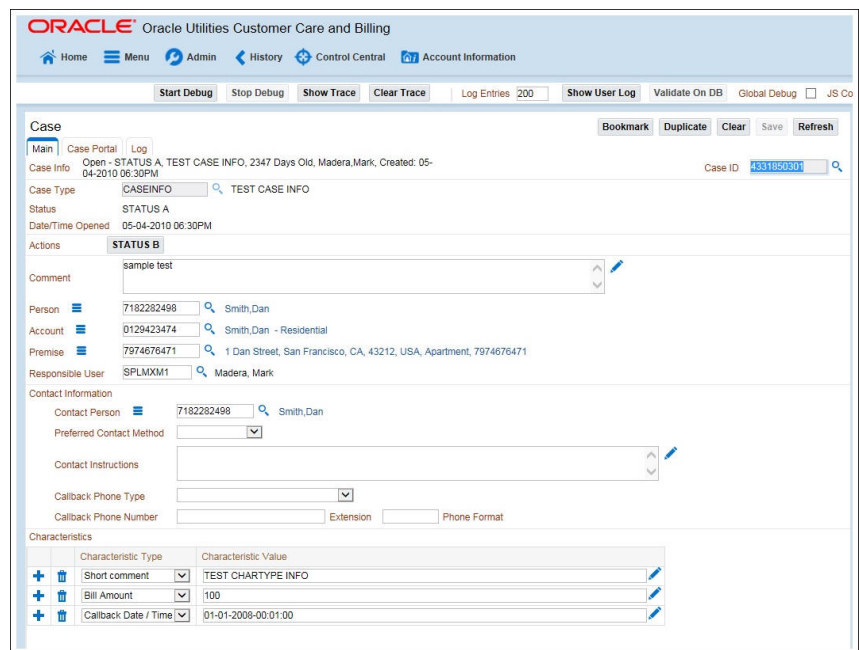 ORACLE® Oracle Utilities Customer Care and Billing
Home Menu Admin History Control Central Account Information
Start Debug Stop Debug Show Trace Clear Trace Log Entries 200 Show User Log Validate On DB Global Debug JS Co
Case Bookmark Duplicate Clear Save Refresh
Main Case Portal Log
Case Info Open - STATUS A, TEST CASE INFO, 2347 Days Old, Madera,Mark, Created: 05-
04-2010 06:30PM Case ID 4331850301
Case Type CASEINFO TEST CASE INFO
Status STATUS A
Date/Time Opened 05-04-2010 06:30PM
Actions STATUS B
Comment sample test
Person 7182282498 Smith,Dan
Account 0129423474 Smith,Dan - Residential
Premise 7974676471 1 Dan Street, San Francisco, CA, 43212, USA, Apartment, 7974676471
Responsible User SPLMXM1 Madera, Mark
Contact Information
Contact Person 7182282498 Smith,Dan
Preferred Contact Method
Contact Instructions
Callback Phone Type
Callback Phone Number Extension Phone Format
Characteristics
Characteristic Type Characteristic Value
Short comment TEST CHARTYPE INFO
Bill Amount 100
Callback Date / Time 01-01-2008-00:01:00